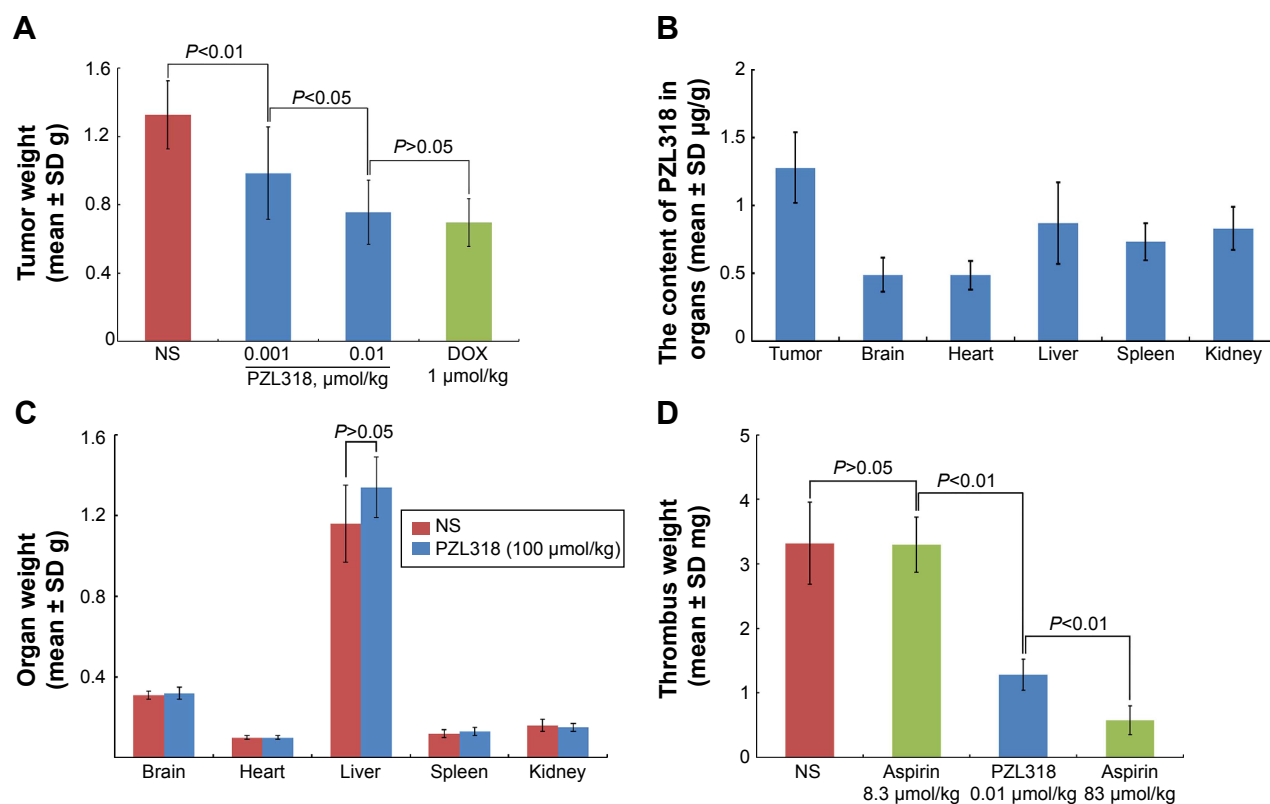 A
Tumor weight
(mean ± SD g)
1.6
1.2
0.8
0.4
0
P<0.01
P<0.05
P>0.05
NS
0.001
0.01
DOX
PZL318, µmol/kg
1 µmol/kg
B
The content of PZL318 in
organs (mean ± SD µg/g)
2
1.5
1
0.5
0
Tumor
Brain
Heart
Liver
Spleen
Kidney
C
Organ weight
(mean ± SD g)
1.6
1.2
0.8
0.4
P>0.05
NS
PZL318 (100 µmol/kg)
Brain
Heart
Liver
Spleen
Kidney
D
Thrombus weight
(mean ± SD mg)
5
4
3
2
1
0
P>0.05
P<0.01
P<0.01
NS
Aspirin
8.3 µmol/kg
PZL318
0.01 µmol/kg
Aspirin
83 µmol/kg